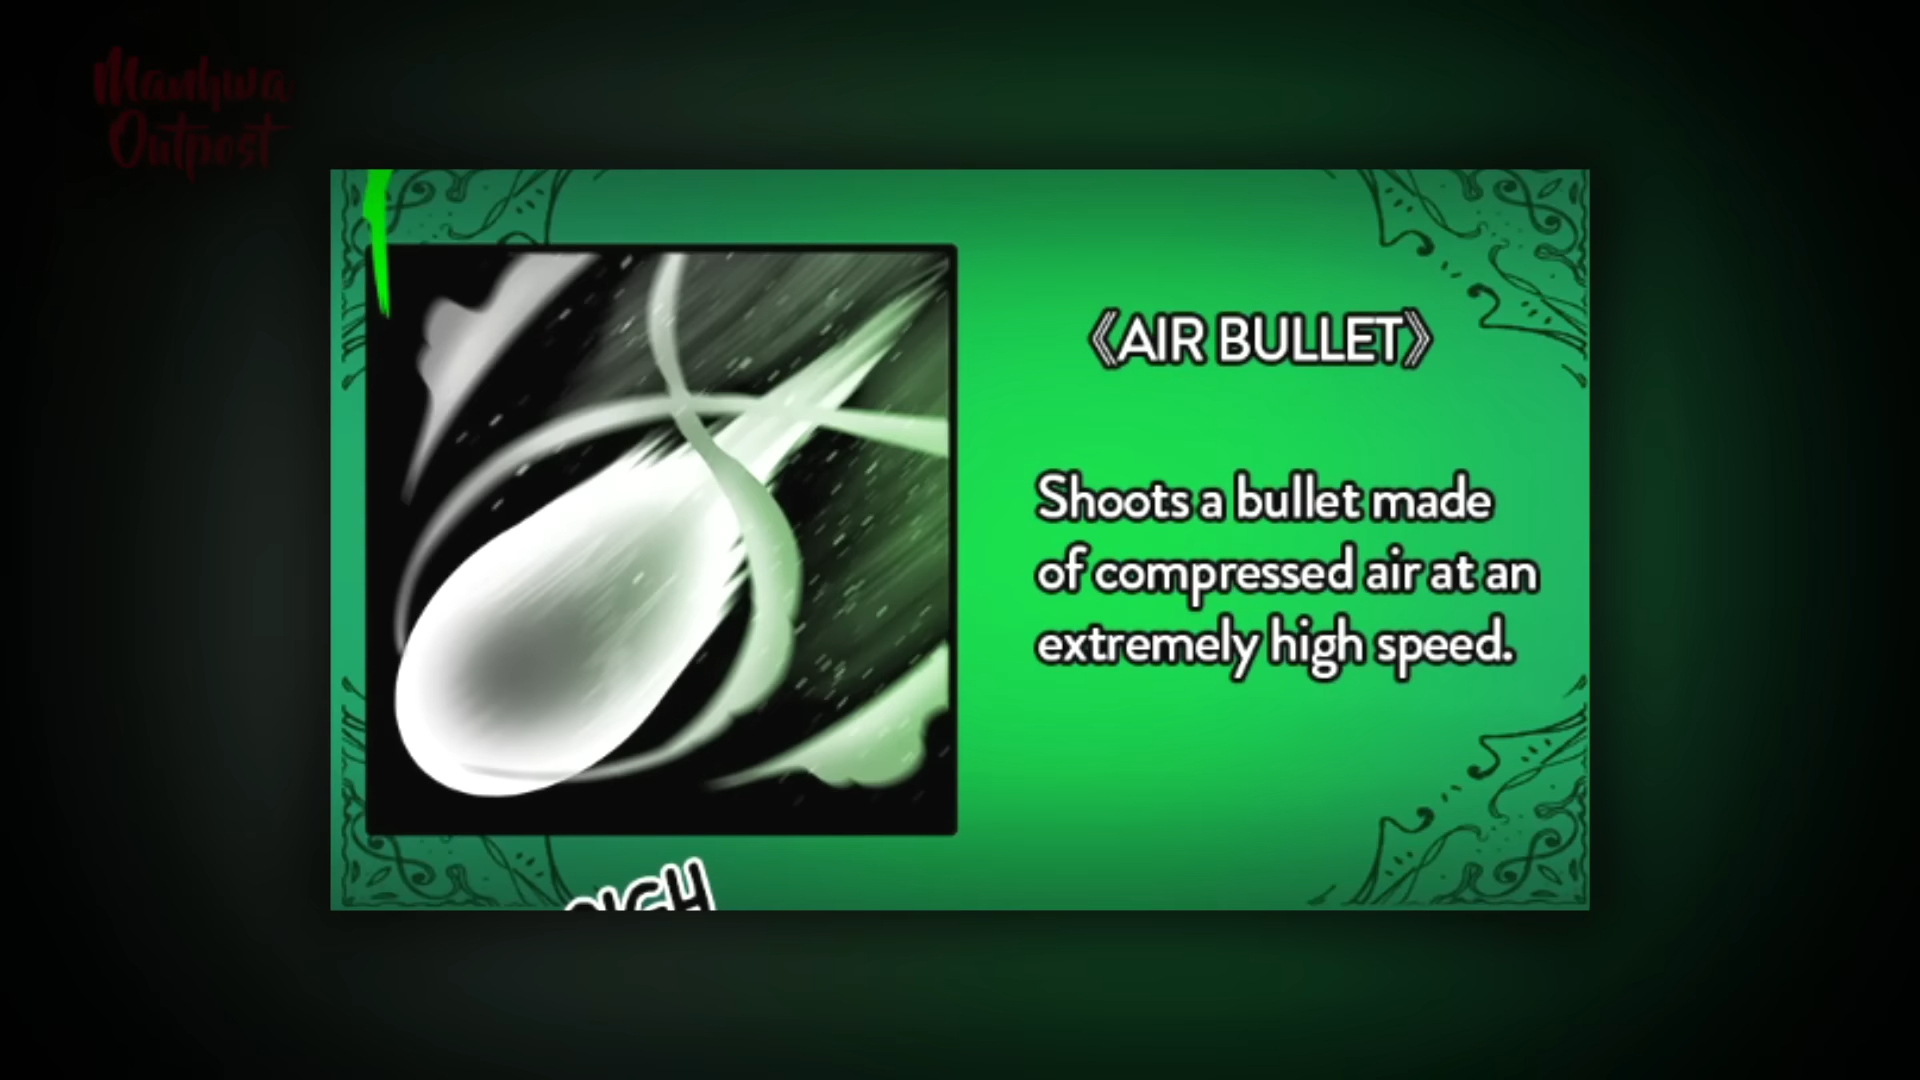 Manhwa
Outpost
《AIR BULLET》
Shoots a bullet made
of compressed air at an
extremely high speed.